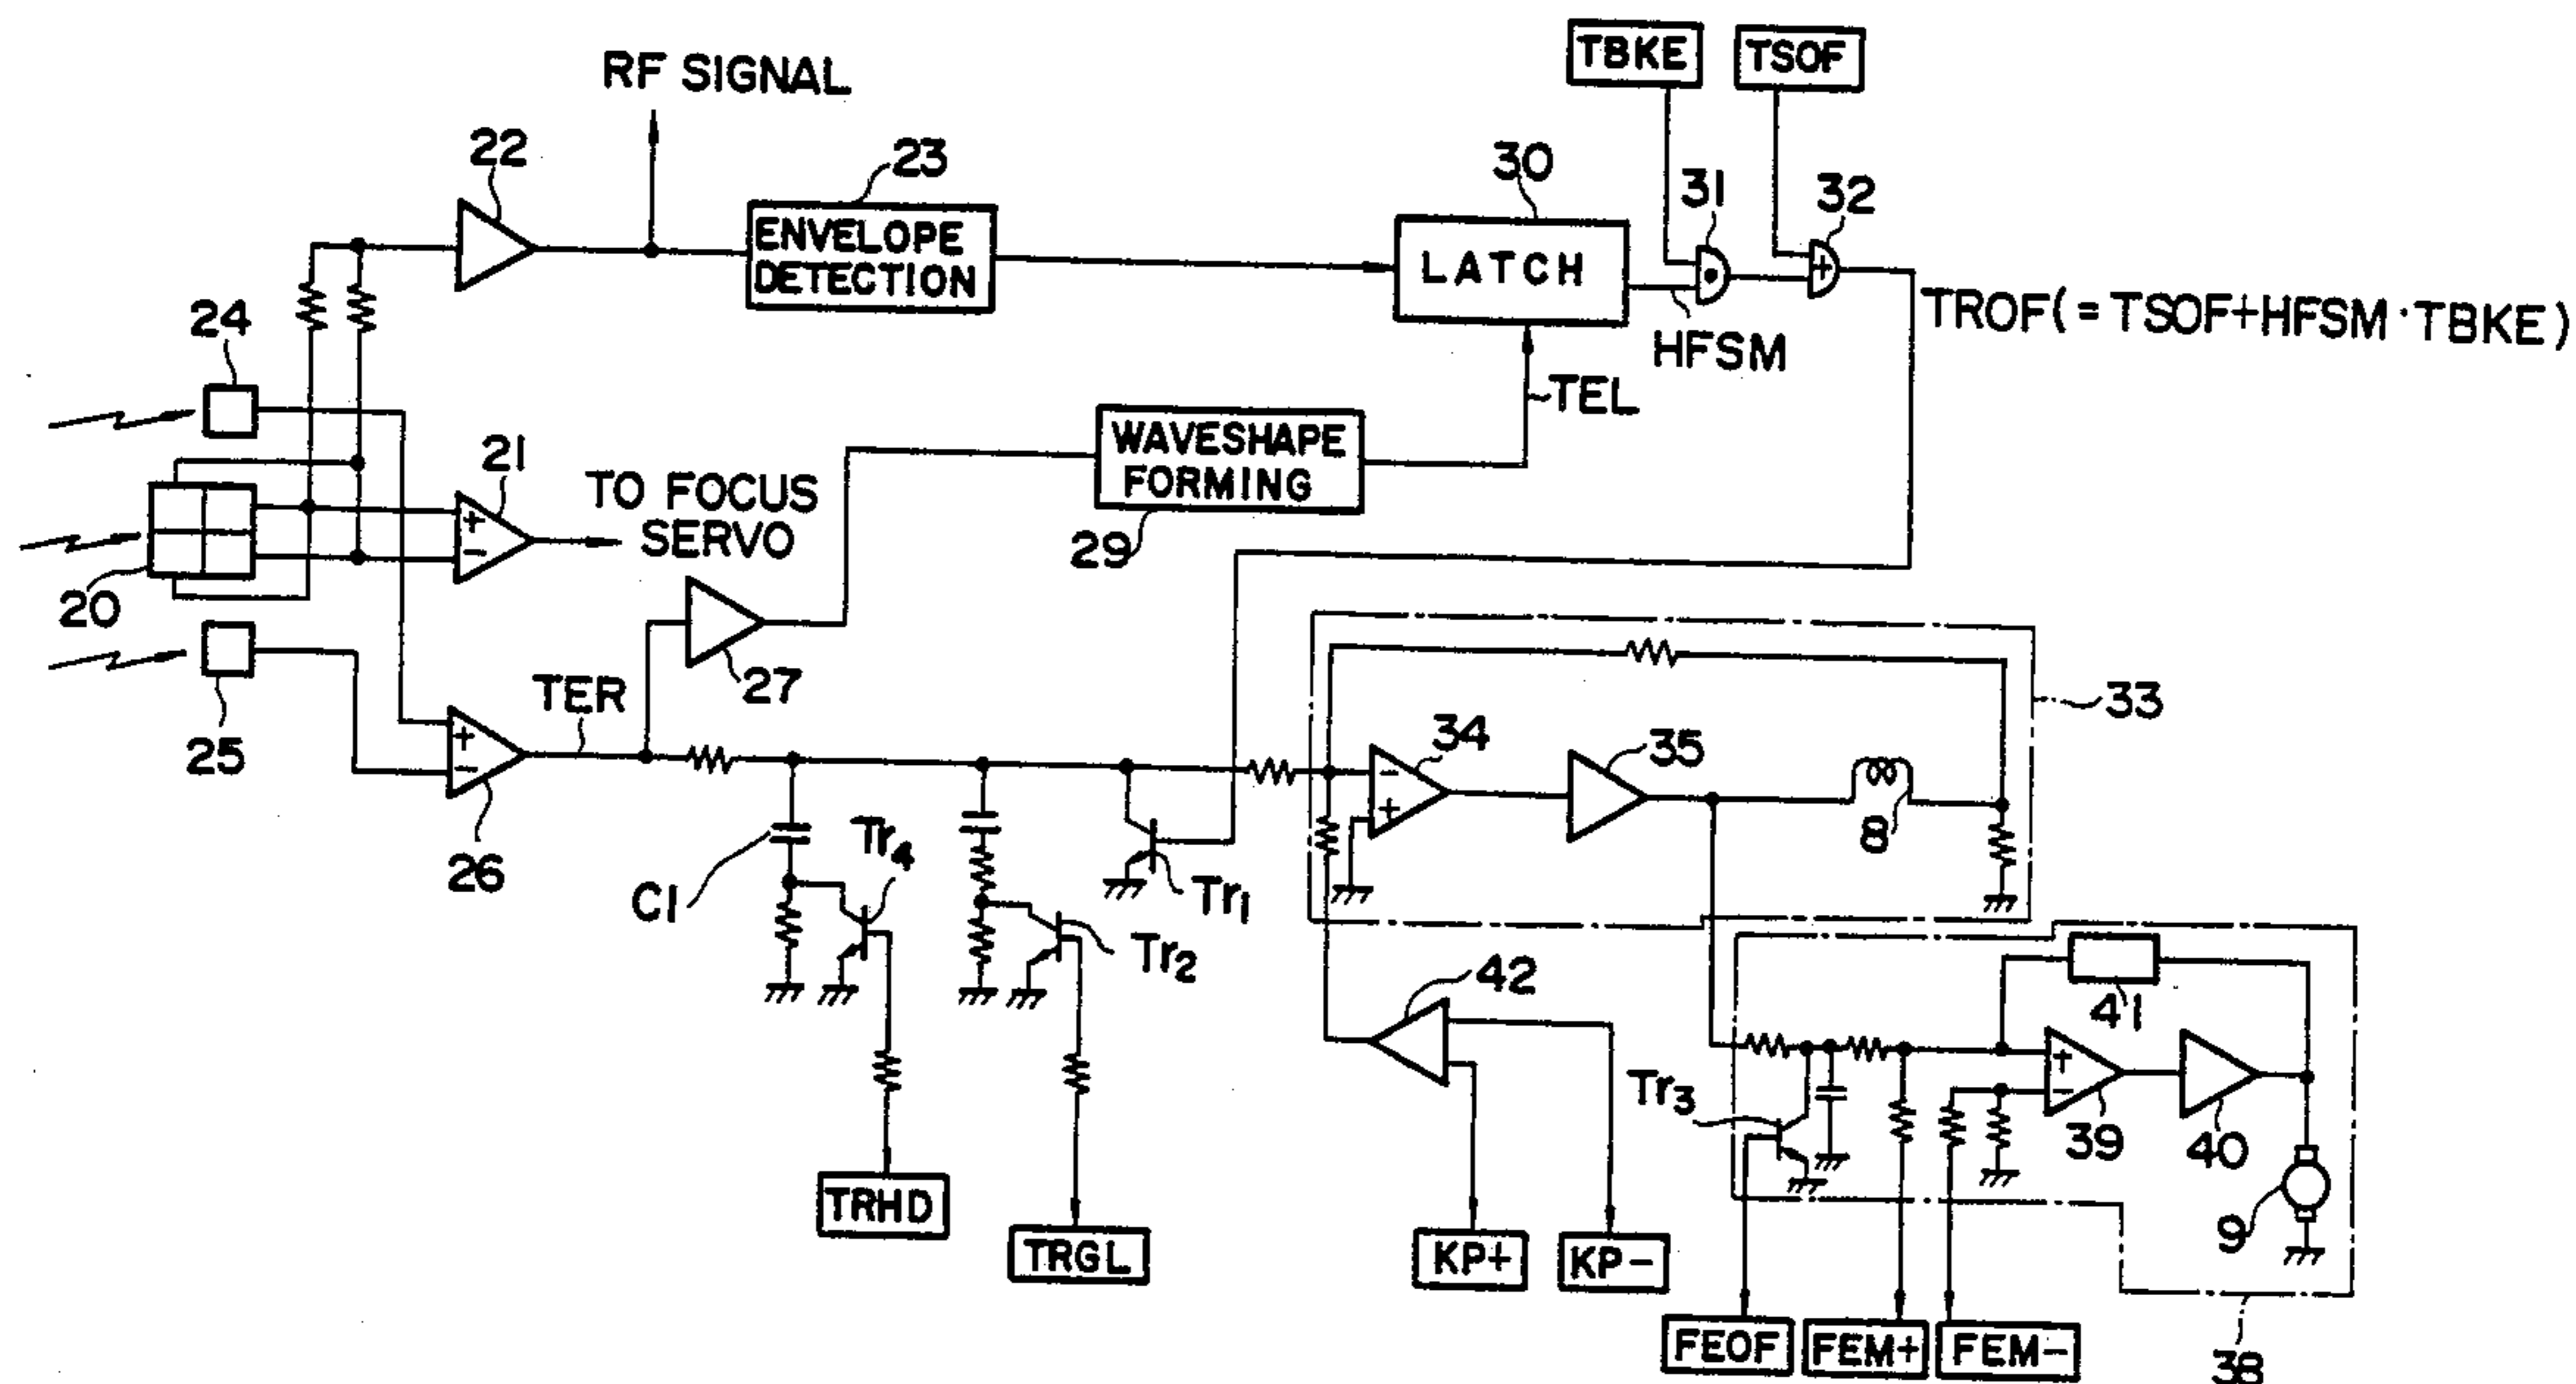 TBKE
TSOF
RF SIGNAL
22
23
30
31
32
ENVELOPE
DETECTION
LATCH
TROF(=TSOF+HFSM·TBKE)
HFSM
24
TEL
21
WAVESHAPE
FORMING
+
-
TO FOCUS
SERVO
29
20
27
33
TER
25
+
-
26
34
35
-
+
8
C1
Tr4
Tr2
Tr1
42
41
Tr3
+
-
39
40
9
TRHD
TRGL
KP+
KP-
FEOF
FEM+
FEM-
38